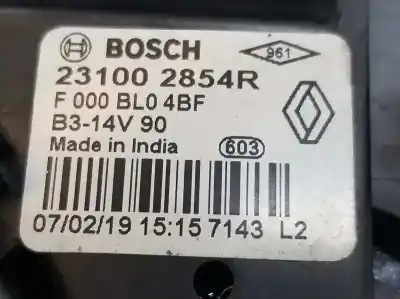 BOSCH
961
23100 2854R
F 000 BL0 4BF
B3-14V 90
Made in India
603
07/02/19 15:15 7143 L2